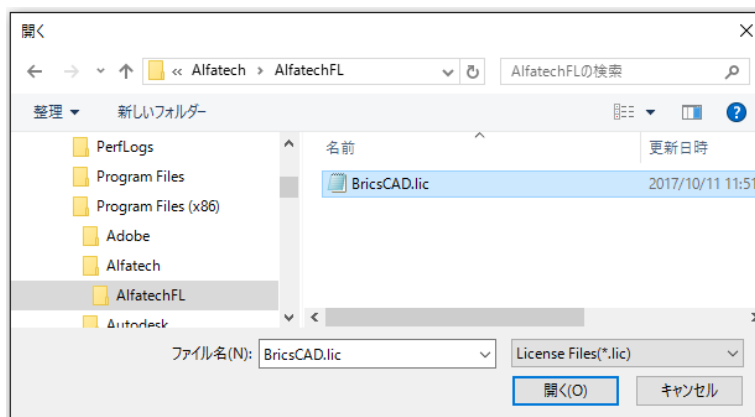 開く
« Alfatech › AlfatechFL
AlfatechFLの検索
整理
新しいフォルダー
PerfLogs
Program Files
Program Files (x86)
Adobe
Alfatech
AlfatechFL
Autodesk
名前
更新日時
BricsCAD.lic
2017/10/11 11:51
ファイル名(N):
BricsCAD.lic
License Files(*.lic)
開く(O)
キャンセル